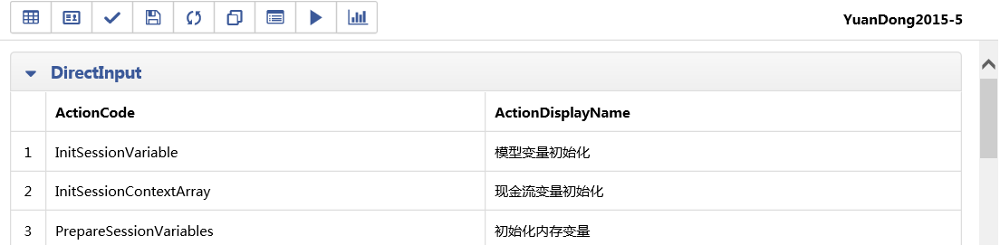 YuanDong2015-5
DirectInput
ActionCode ActionDisplayName
1 InitSessionVariable 模型变量初始化
2 InitSessionContextArray 现金流变量初始化
3 PrepareSessionVariables 初始化内存变量